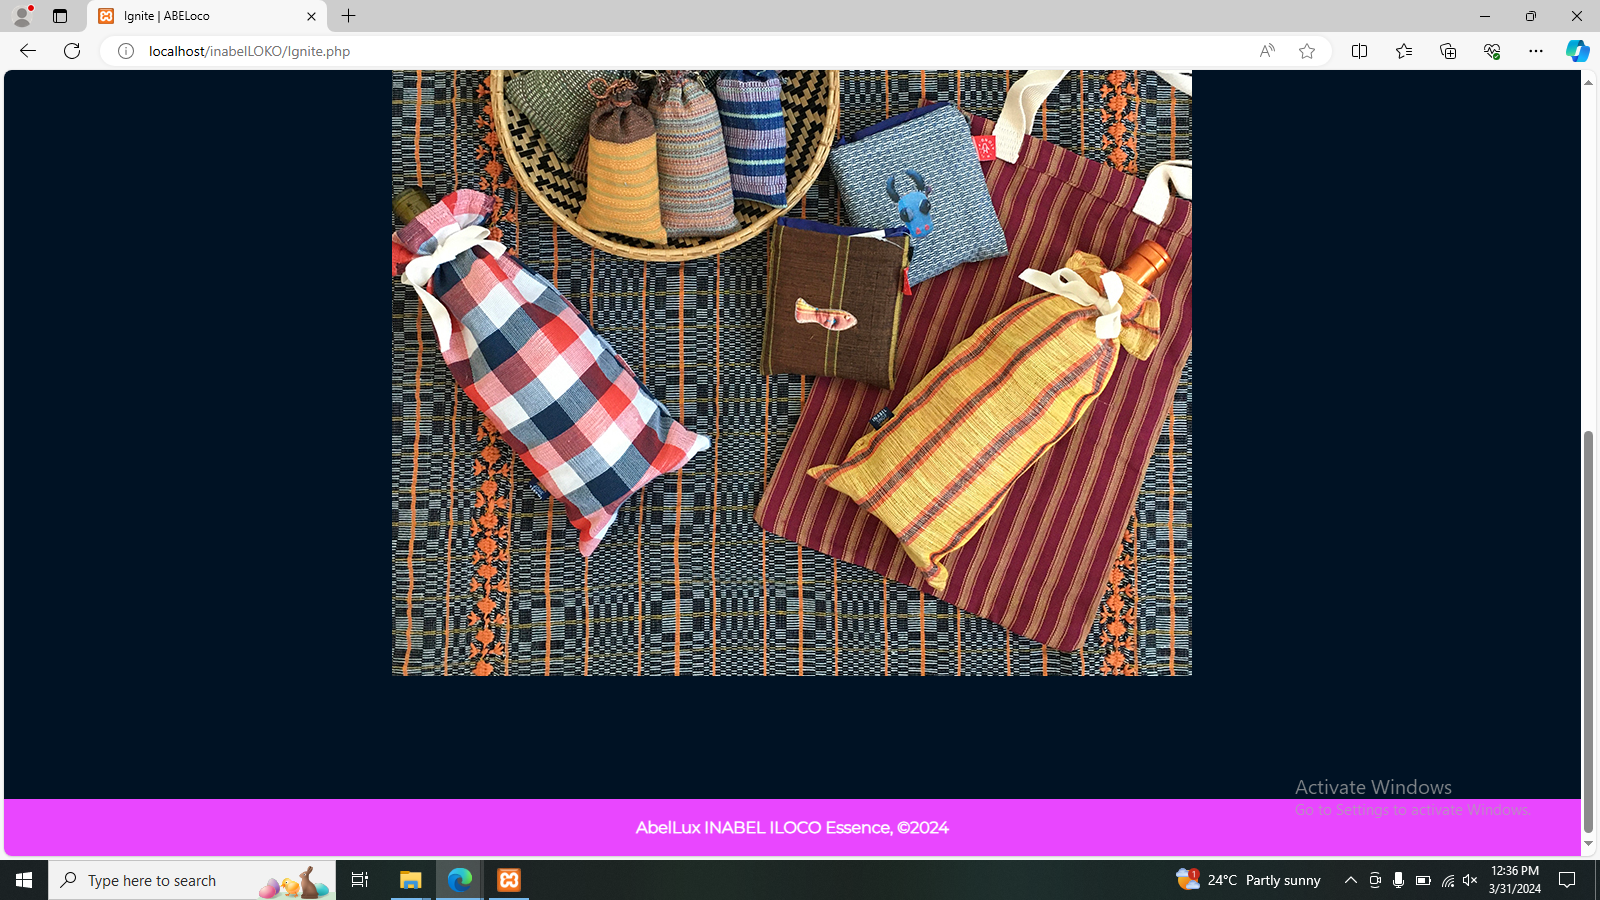 Ignite | ABELoco
localhost/inabelLOKO/Ignite.php
Activate Windows
Go to Settings to activate Windows.
AbelLux INABEL ILOCO Essence, ©2024
Type here to search
1
24°C Partly sunny
12:36 PM
3/31/2024